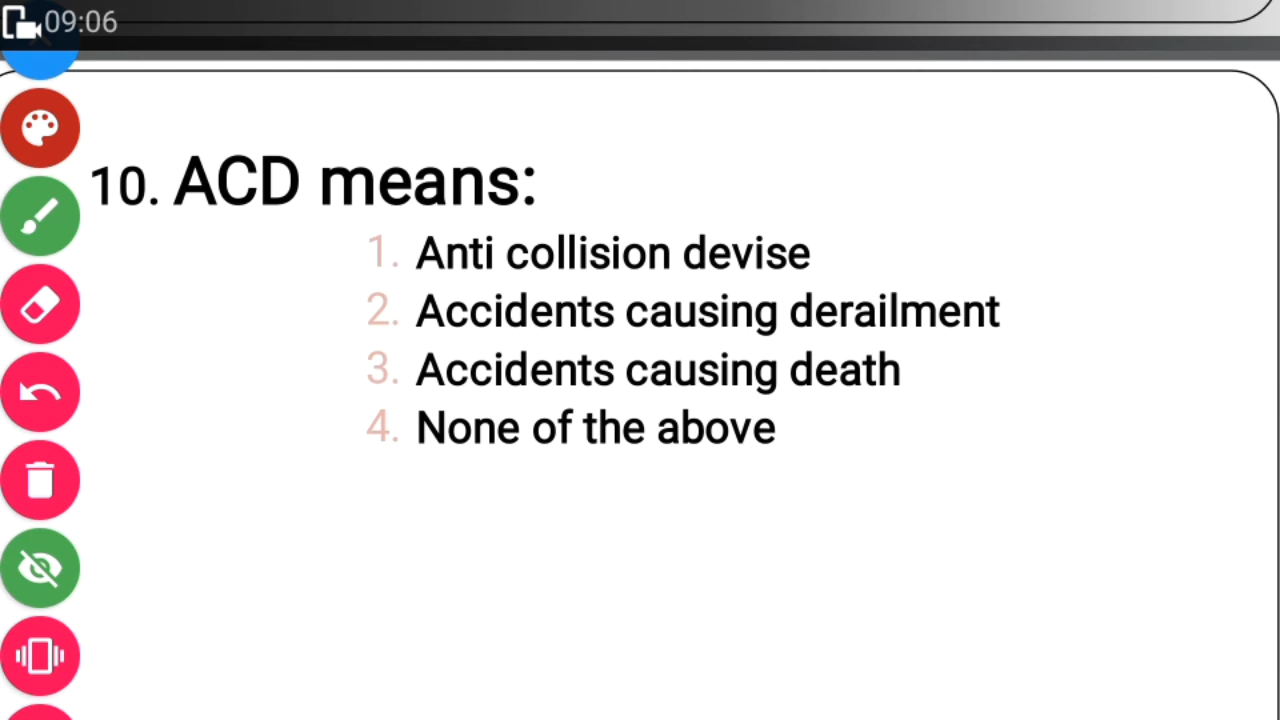 09:06
10. ACD means:
1. Anti collision devise
2. Accidents causing derailment
3. Accidents causing death
4. None of the above